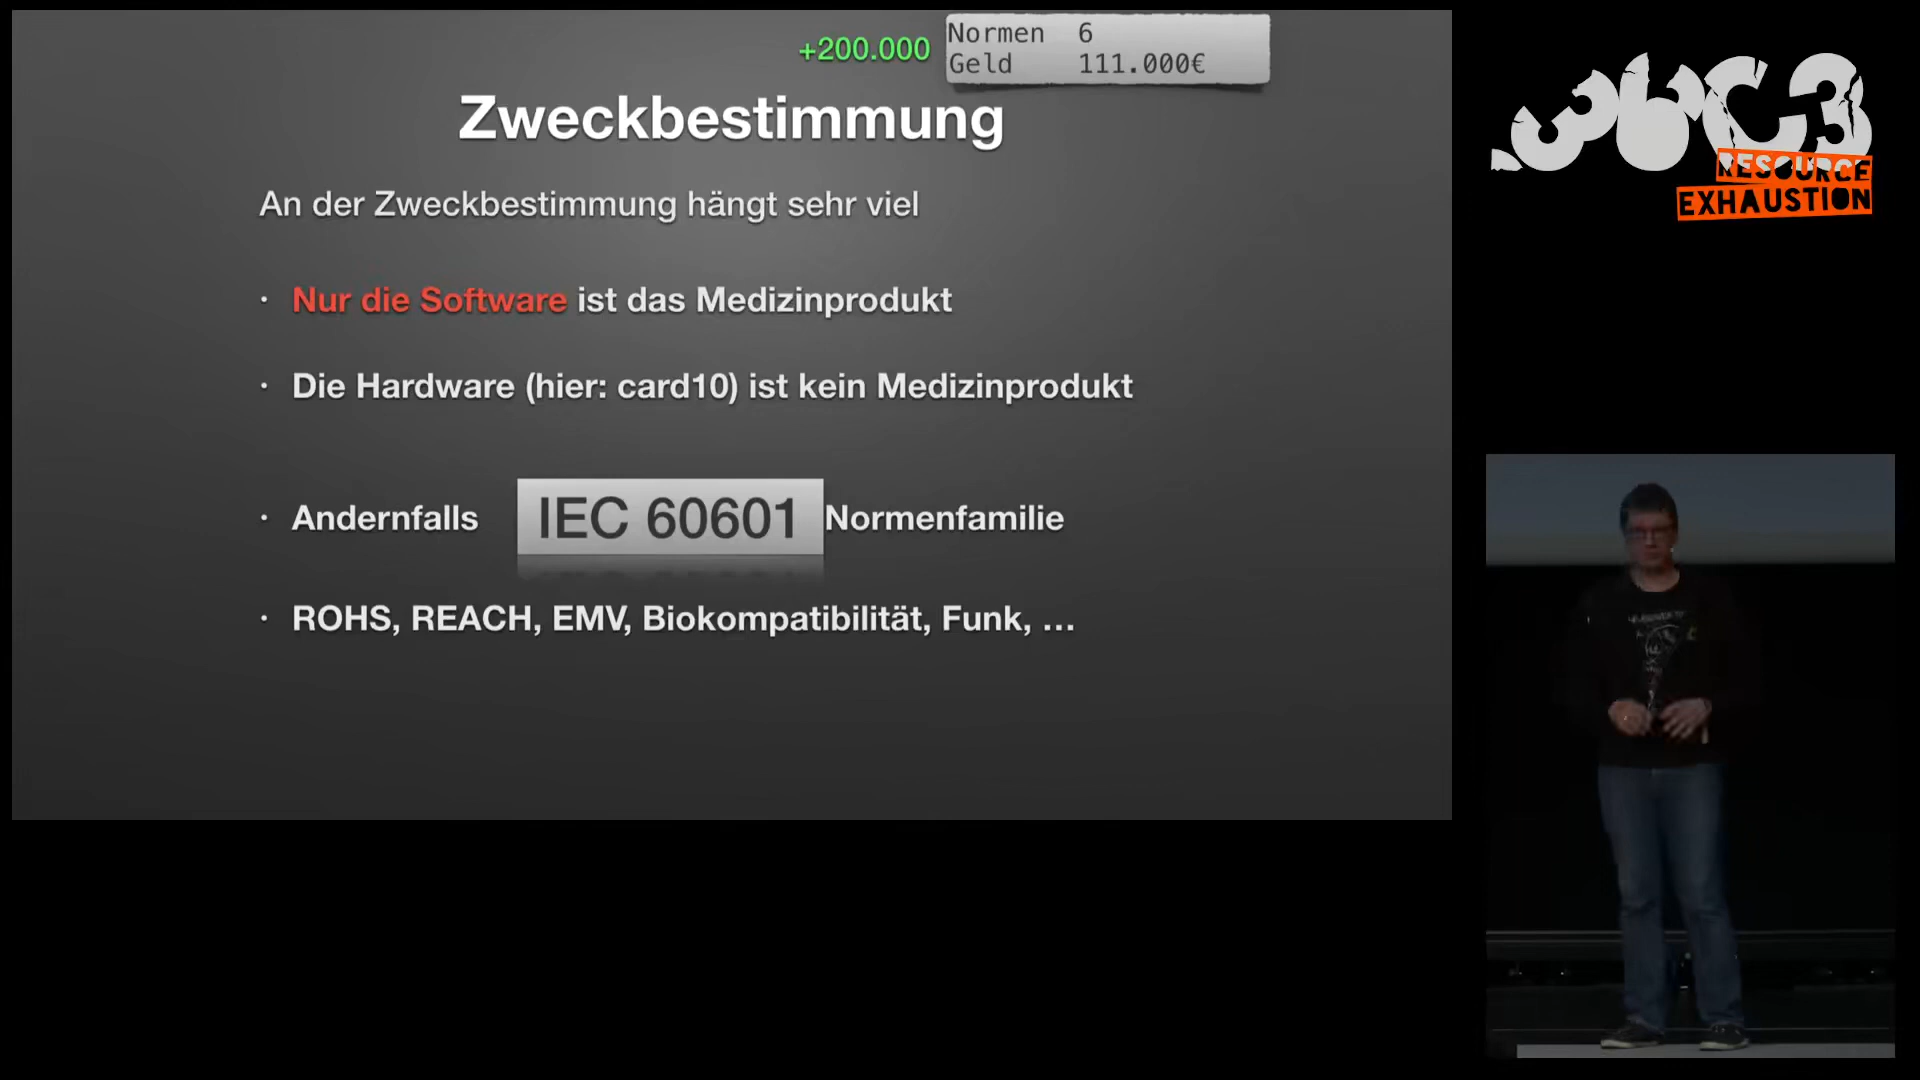 +200.000
Normen 6
Geld 111.000€
Zweckbestimmung
An der Zweckbestimmung hängt sehr viel
· Nur die Software ist das Medizinprodukt
· Die Hardware (hier: card10) ist kein Medizinprodukt
· Andernfalls IEC 60601 Normenfamilie
· ROHS, REACH, EMV, Biokompatibilität, Funk, ...
36C3
RESOURCE
EXHAUSTION